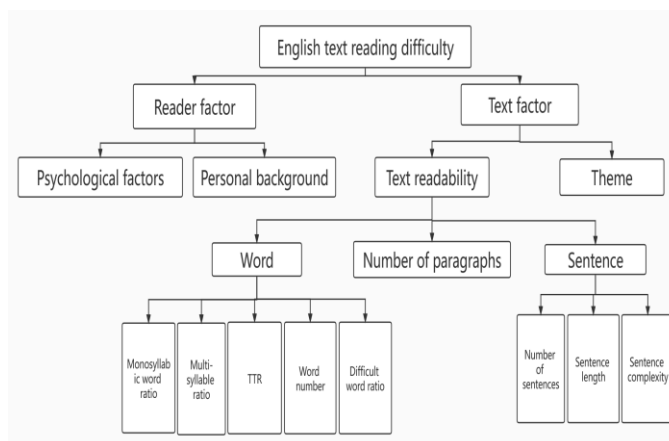 English text reading difficulty
Reader factor
Text factor
Psychological factors
Personal background
Text readability
Theme
Word
Number of paragraphs
Sentence
Monosyllab
ic word
ratio
Multi-
syllable
ratio
TTR
Word
number
Difficult
word ratio
Number
of
sentences
Sentence
length
Sentence
complexity